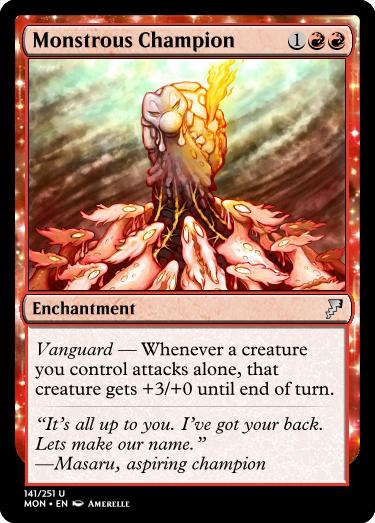 Monstrous Champion 1
Enchantment
Vanguard — Whenever a creature
you control attacks alone, that
creature gets +3/+0 until end of turn.
“It’s all up to you. I’ve got your back.
Lets make our name.”
—Masaru, aspiring champion
141/251 U
MON • EN Amerelle